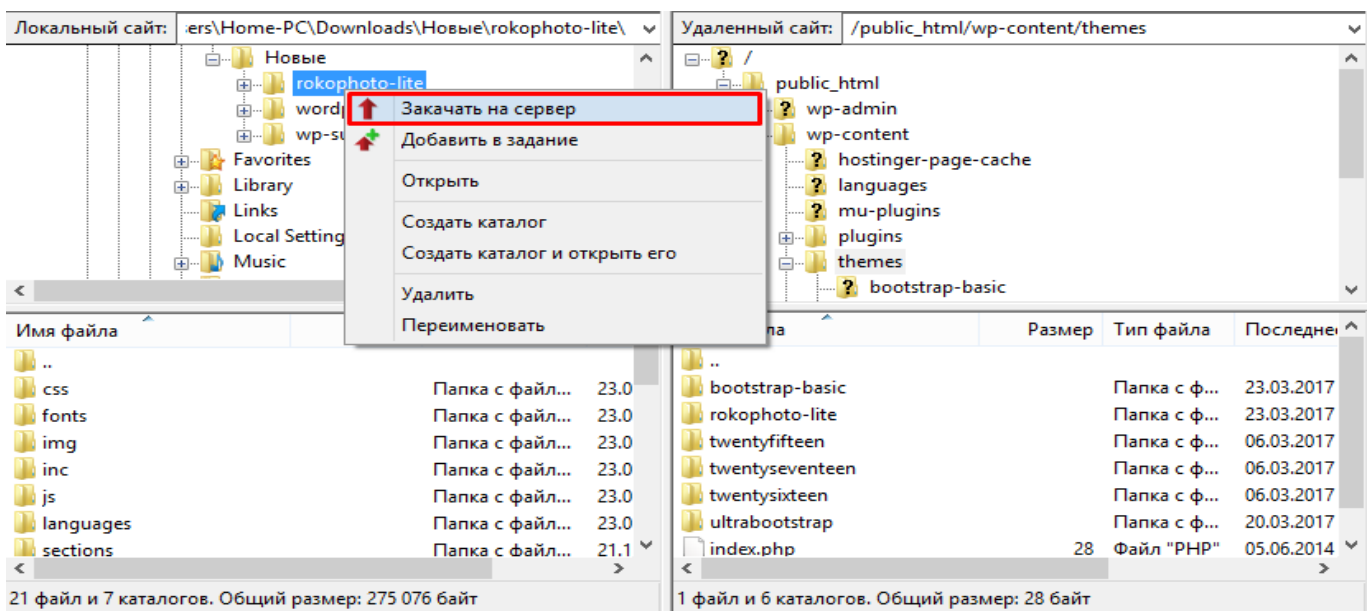 Локальный сайт: :ers\Home-PC\Downloads\Новые\rokophoto-lite\
Новые
rokophoto-lite
wordp
wp-su
Favorites
Library
Links
Local Setting
Music
Закачать на сервер
Добавить в задание
Открыть
Создать каталог
Создать каталог и открыть его
Удалить
Переименовать
Удаленный сайт: /public_html/wp-content/themes
/
public_html
wp-admin
wp-content
hostinger-page-cache
languages
mu-plugins
plugins
themes
bootstrap-basic
Имя файла
..
css Папка с файл... 23.0
fonts Папка с файл... 23.0
img Папка с файл... 23.0
inc Папка с файл... 23.0
js Папка с файл... 23.0
languages Папка с файл... 23.0
sections Папка с файл... 21.1
21 файл и 7 каталогов. Общий размер: 275 076 байт
ла Размер Тип файла Последне
..
bootstrap-basic Папка с ф... 23.03.2017
rokophoto-lite Папка с ф... 23.03.2017
twentyfifteen Папка с ф... 06.03.2017
twentyseventeen Папка с ф... 06.03.2017
twentysixteen Папка с ф... 06.03.2017
ultrabootstrap Папка с ф... 20.03.2017
index.php 28 Файл "PHP" 05.06.2014
1 файл и 6 каталогов. Общий размер: 28 байт